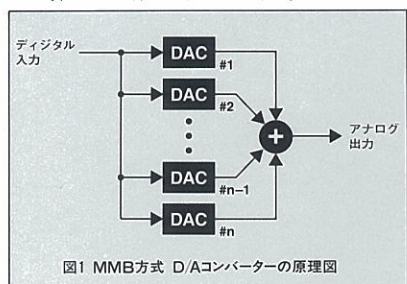 ディジタル
入力
DAC
#1
DAC
#2
DAC
#n-1
DAC
#n
+
アナログ
出力
図1 MMB方式 D/Aコンバーターの原理図